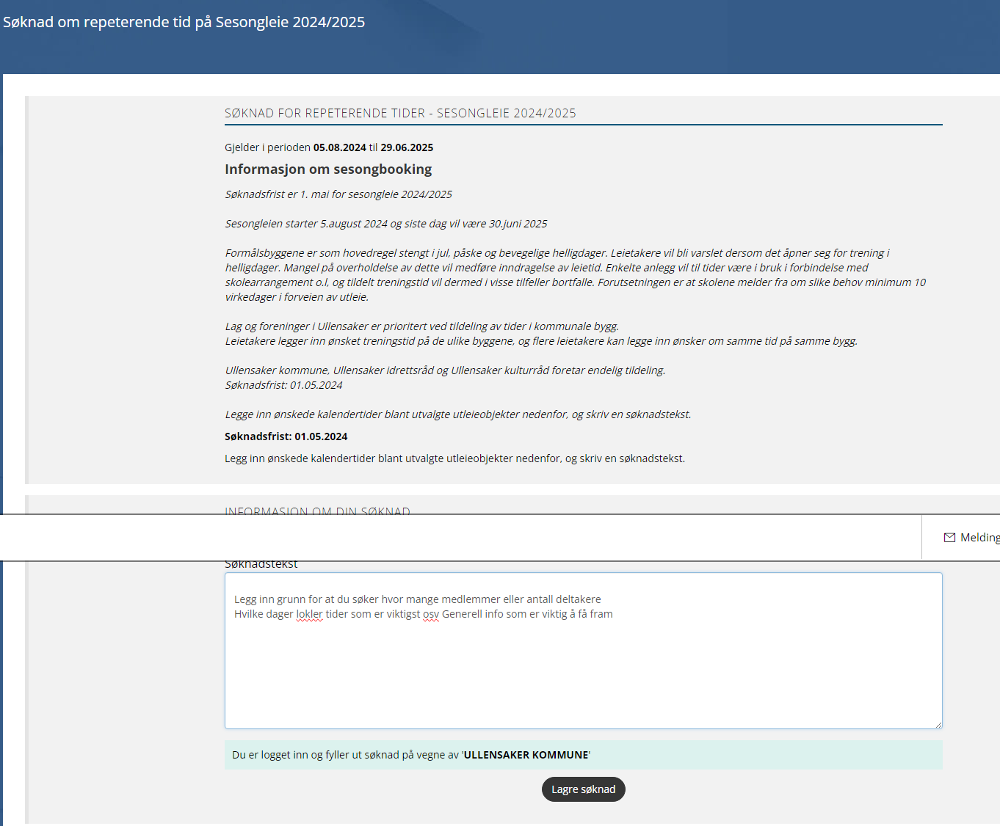 Søknad om repeterende tid på Sesongleie 2024/2025
SØKNAD FOR REPETERENDE TIDER - SESONGLEIE 2024/2025
Gjelder i perioden 05.08.2024 til 29.06.2025
Informasjon om sesongbooking
Søknadsfrist er 1. mai for sesongleie 2024/2025
Sesongleien starter 5.august 2024 og siste dag vil være 30.juni 2025
Formålsbyggene er som hovedregel stengt i jul, påske og bevegelige helligdager. Leietakere vil bli varslet dersom det åpner seg for trening i
helligdager. Mangel på overholdelse av dette vil medføre inndragelse av leietid. Enkelte anlegg vil til tider være i bruk i forbindelse med
skolearrangement o.l, og tildelt treningstid vil dermed i visse tilfeller bortfalle. Forutsetningen er at skolene melder fra om slike behov minimum 10
virkedager i forveien av utleie.
Lag og foreninger i Ullensaker er prioritert ved tildeling av tider i kommunale bygg.
Leietakere legger inn ønsket treningstid på de ulike byggene, og flere leietakere kan legge inn ønsker om samme tid på samme bygg.
Ullensaker kommune, Ullensaker idrettsråd og Ullensaker kulturråd foretar endelig tildeling.
Søknadsfrist: 01.05.2024
Legge inn ønskede kalendertider blant utvalgte utleieobjekter nedenfor, og skriv en søknadstekst.
Søknadsfrist: 01.05.2024
Legg inn ønskede kalendertider blant utvalgte utleieobjekter nedenfor, og skriv en søknadstekst.
INFORMASJON OM DIN SØKNAD
Melding
Søknadstekst
Legg inn grunn for at du søker hvor mange medlemmer eller antall deltakere
Hvilke dager lokler tider som er viktigst osv Generell info som er viktig å få fram
Du er logget inn og fyller ut søknad på vegne av 'ULLENSAKER KOMMUNE'
Lagre søknad